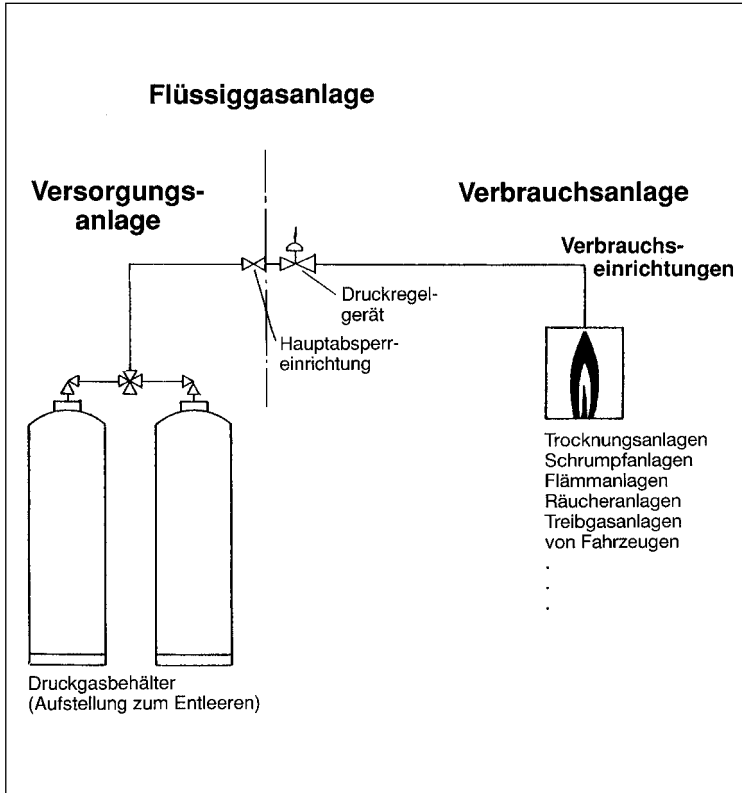 Flüssiggasanlage
Versorgungs-
anlage
Verbrauchsanlage
Verbrauchs-
einrichtungen
Druckregel-
gerät
Hauptabsperr-
einrichtung
Trocknungsanlagen
Schrumpfanlagen
Flämmanlagen
Räucheranlagen
Treibgasanlagen
von Fahrzeugen
.
.
.
Druckgasbehälter
(Aufstellung zum Entleeren)